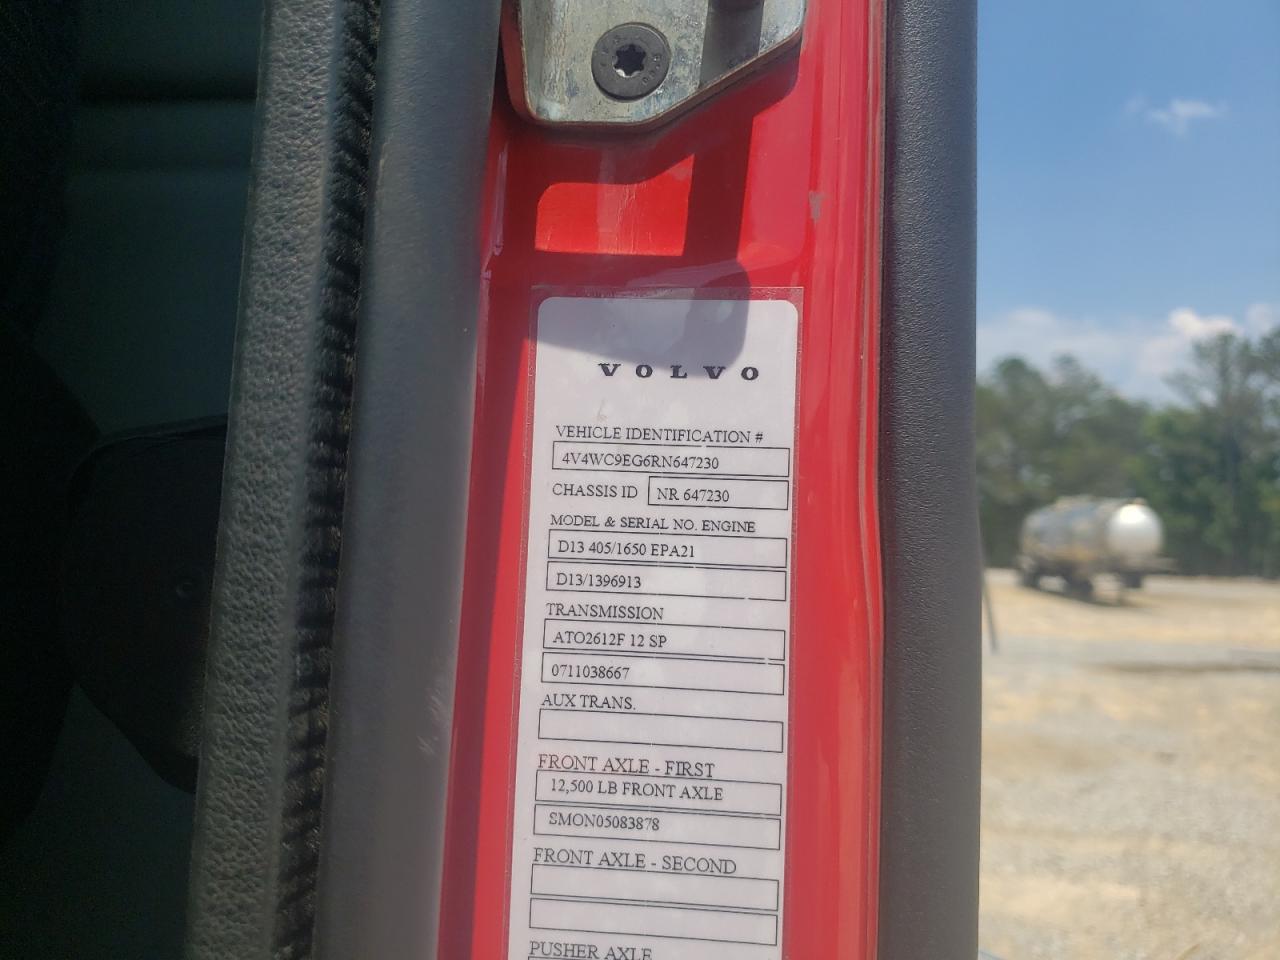 VOLVO
VEHICLE IDENTIFICATION #
4V4WC9EG6RN647230
CHASSIS ID NR 647230
MODEL & SERIAL NO. ENGINE
D13 405/1650 EPA21
D13/1396913
TRANSMISSION
ATO2612F 12 SP
0711038667
AUX TRANS.
FRONT AXLE - FIRST
12,500 LB FRONT AXLE
SMON05083878
FRONT AXLE - SECOND
PUSHER AXLE